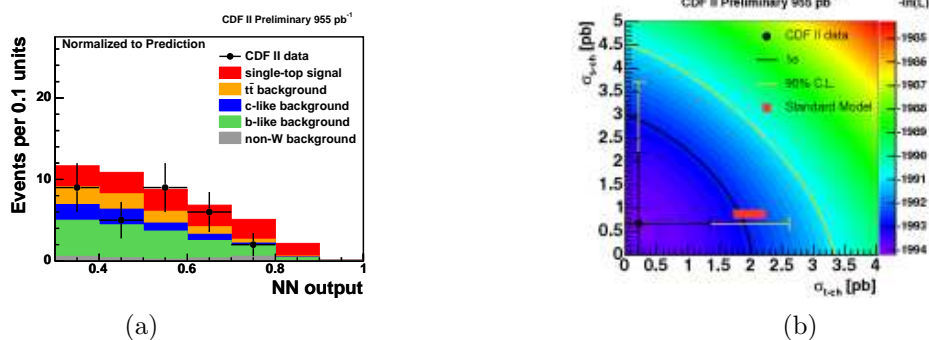 CDF II Preliminary 955 pb⁻¹
Normalized to Prediction
CDF II data
single-top signal
tt̄ background
c-like background
b-like background
non-W background
Events per 0.1 units
20
10
0
0.4 0.6 0.8 1
NN output
(a)
CDF II Preliminary 955 pb
-ln(L)
σs-ch [pb]
5
4.5
4
3.5
3
2.5
2
1.5
1
0.5
0
CDF II data
1σ
90% C.L.
Standard Model
-1985
-1986
-1987
-1988
-1989
-1990
-1991
-1992
-1993
-1994
0 0.5 1 1.5 2 2.5 3 3.5 4
σt-ch [pb]
(b)